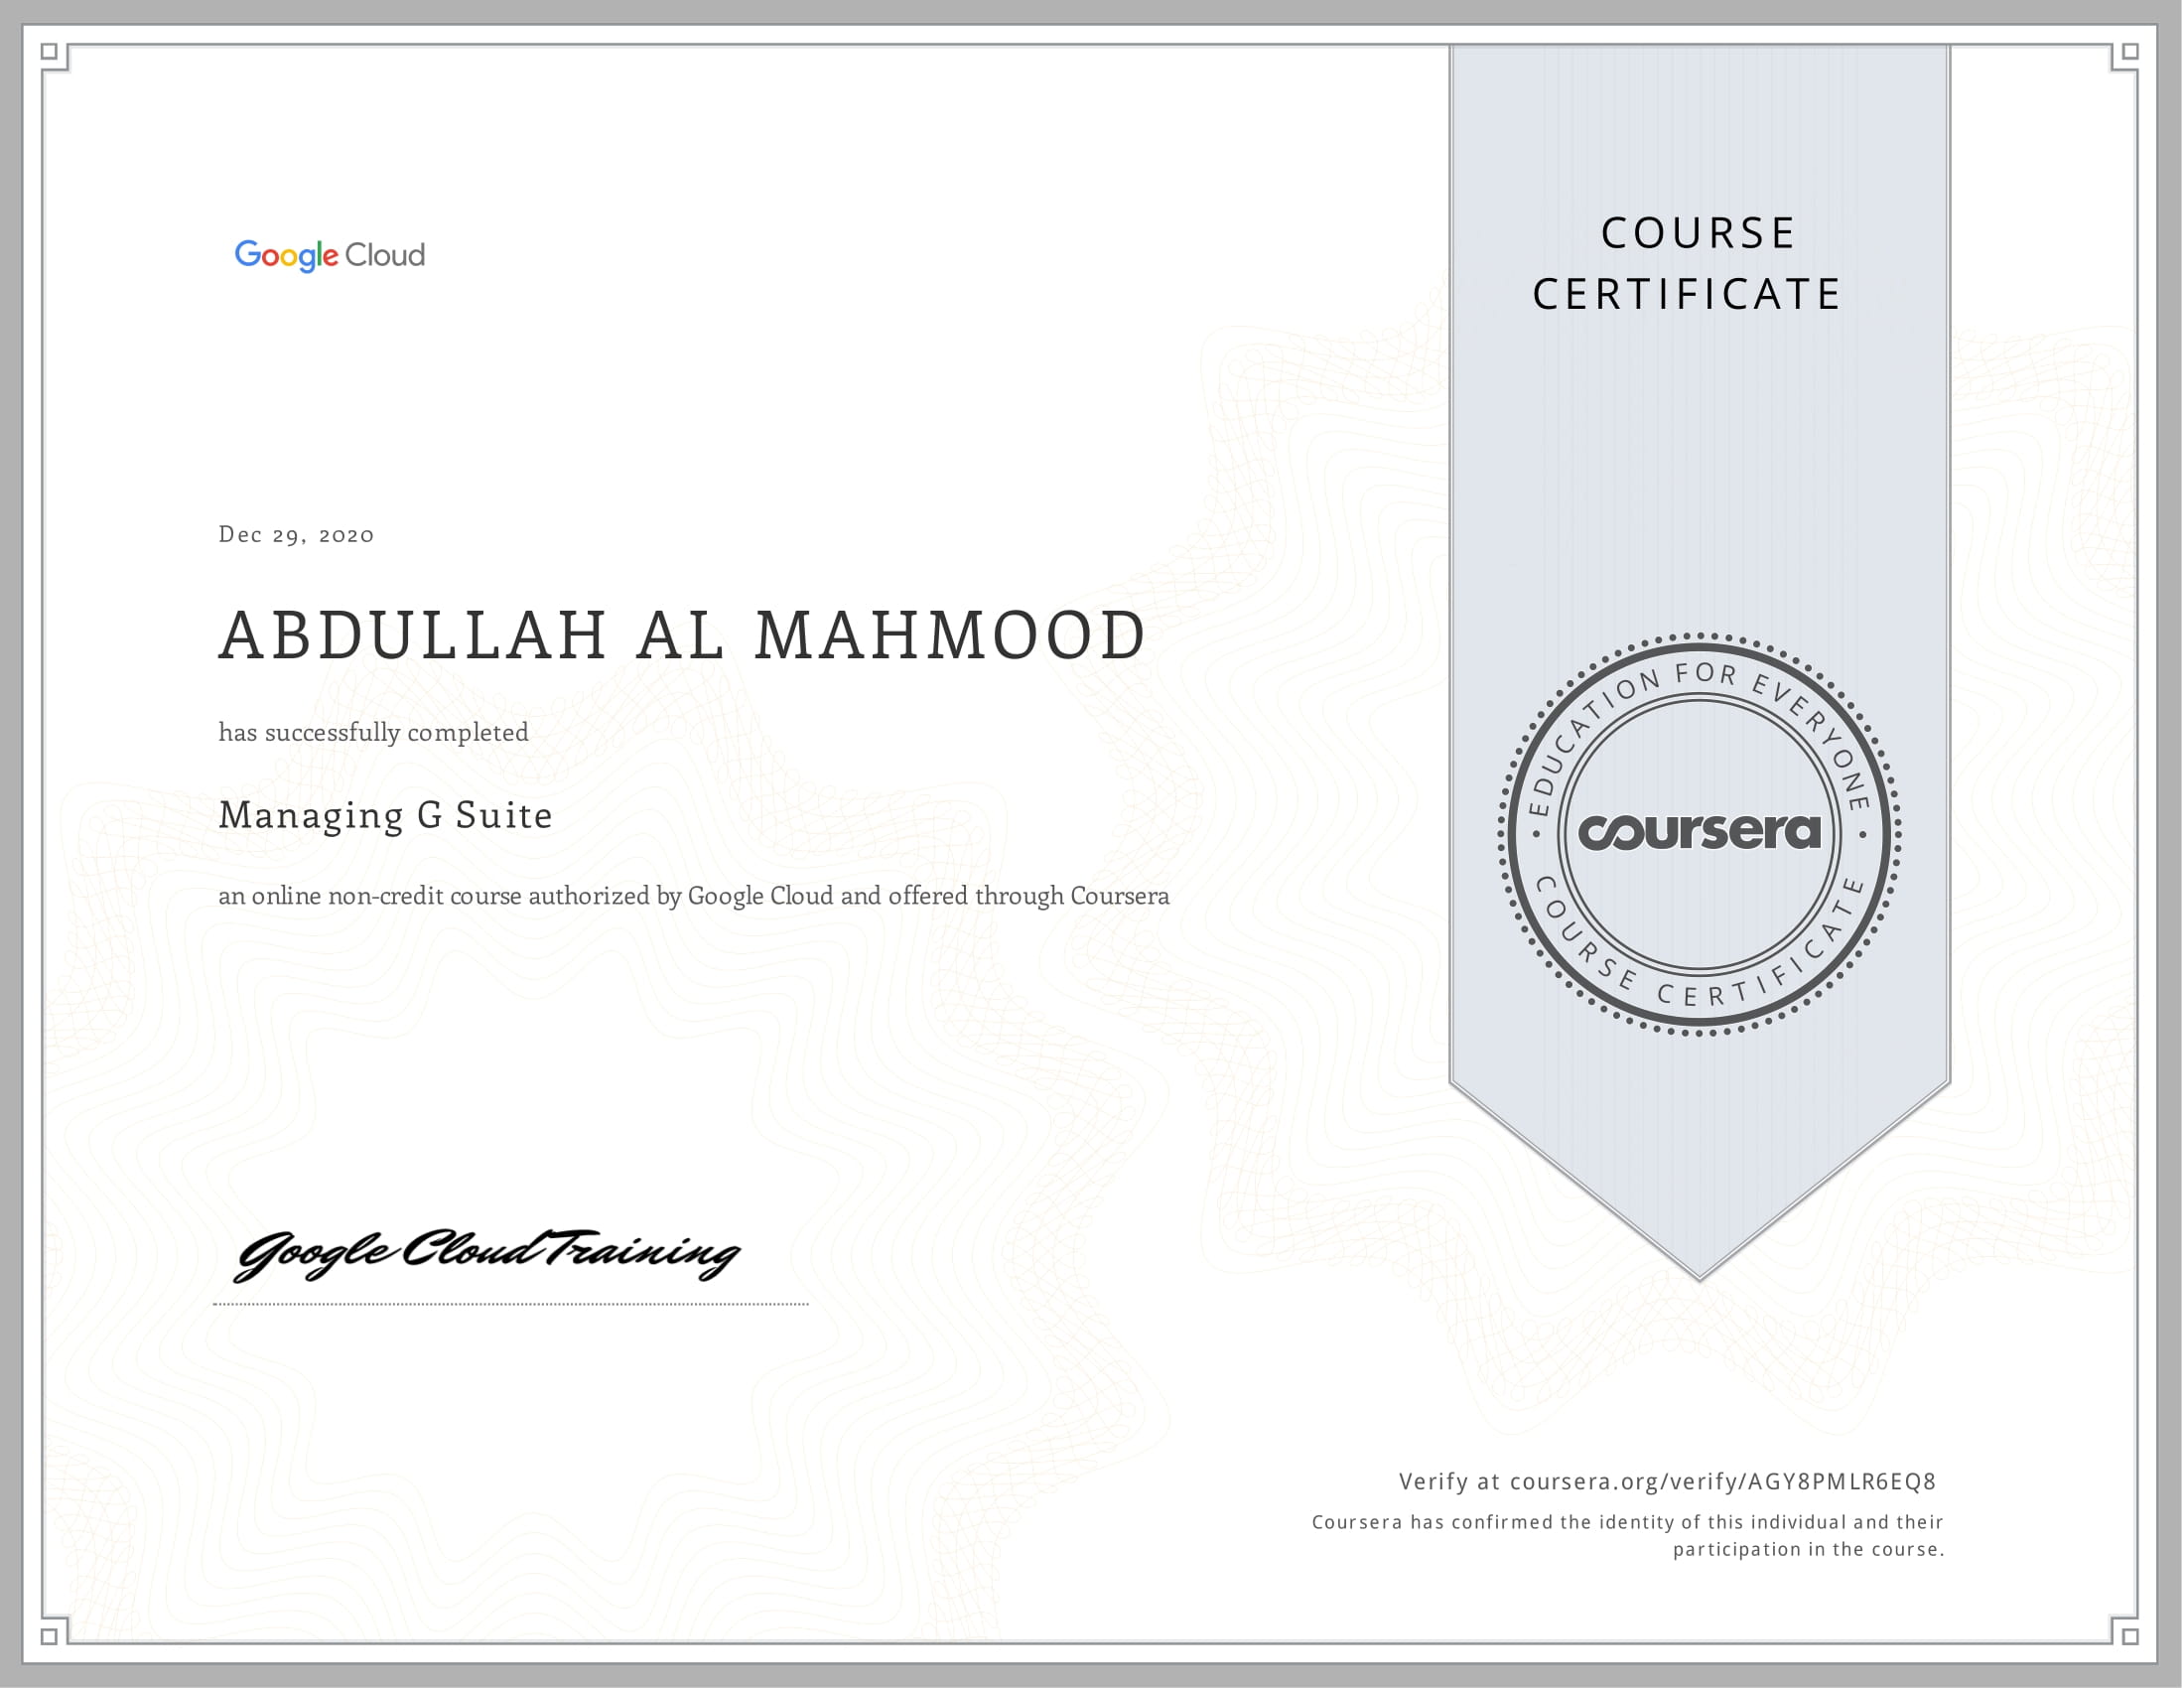 Google Cloud
COURSE
CERTIFICATE
Dec 29, 2020
ABDULLAH AL MAHMOOD
has successfully completed
Managing G Suite
an online non-credit course authorized by Google Cloud and offered through Coursera
EDUCATION FOR EVERYONE
coursera
COURSE CERTIFICATE
Google Cloud Training
Verify at coursera.org/verify/AGY8PMLR6EQ8
Coursera has confirmed the identity of this individual and their
participation in the course.